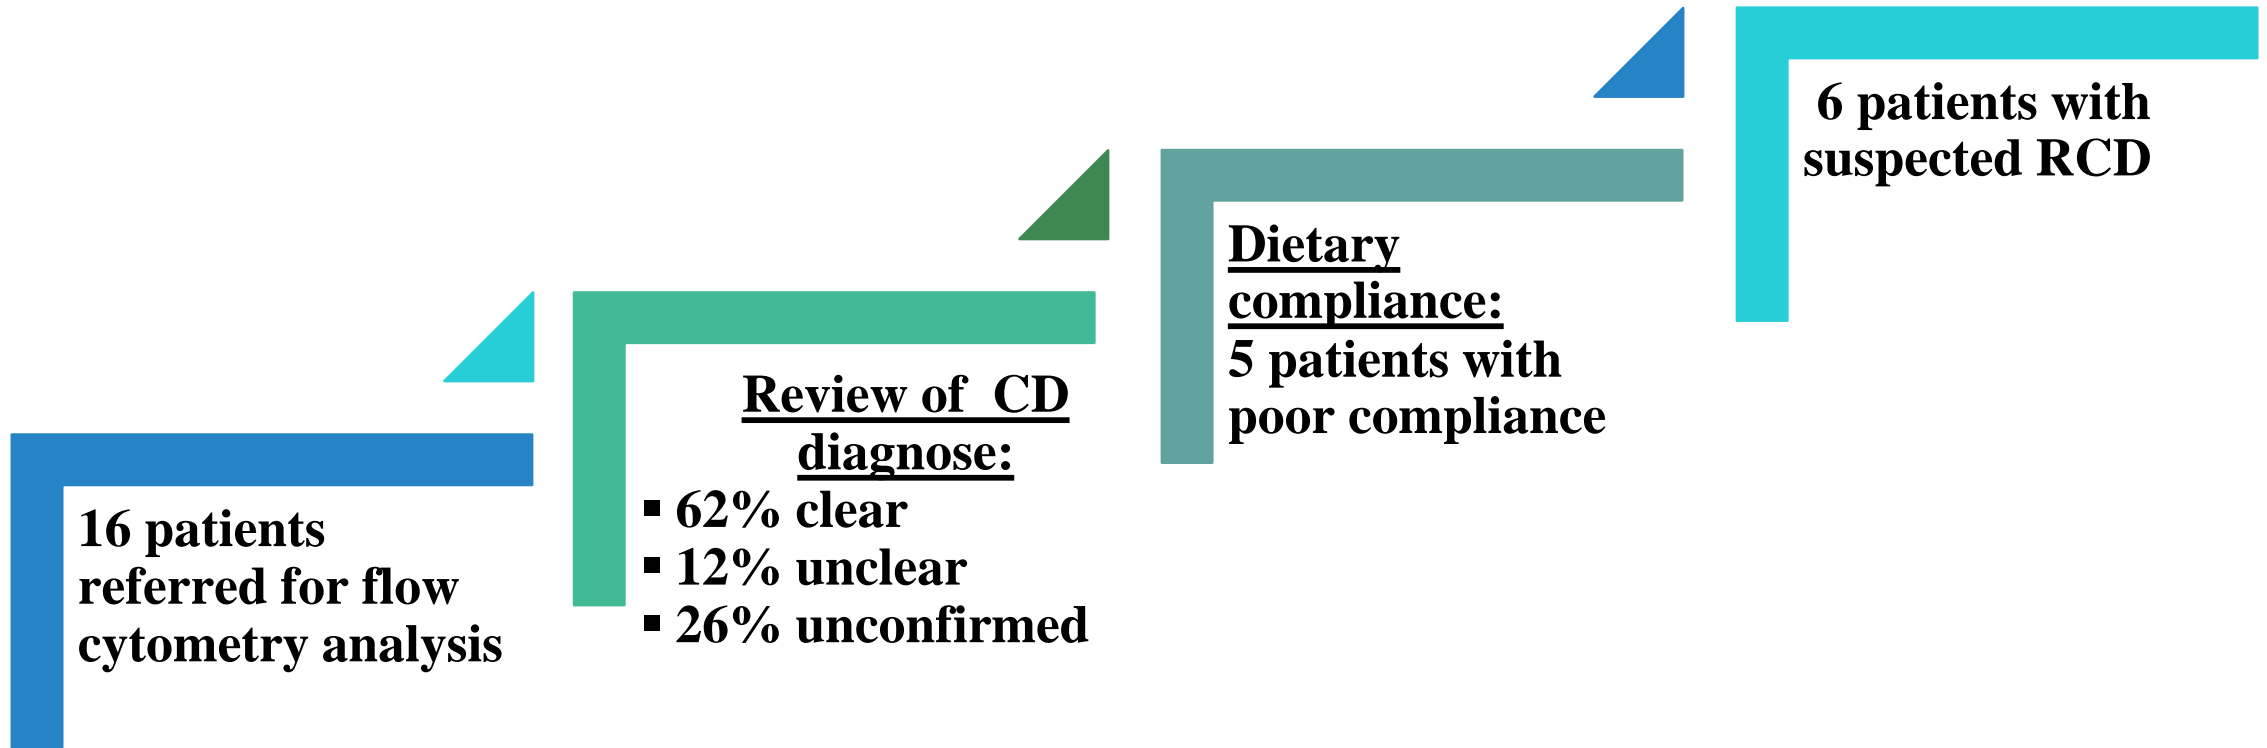 16 patients
referred for flow
cytometry analysis
Review of  CD
diagnose:
▪ 62% clear
▪ 12% unclear
▪ 26% unconfirmed
Dietary
compliance:
5 patients with
poor compliance
6 patients with
suspected RCD